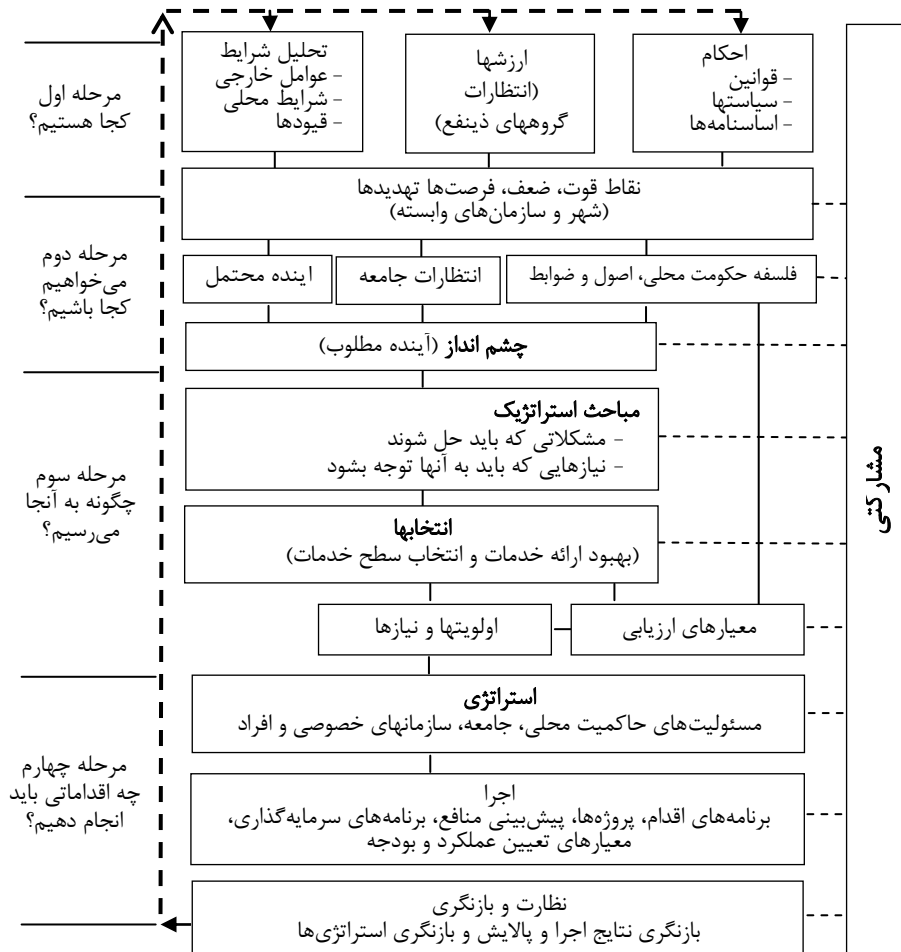 احکام
- قوانین
- سیاستها
- اساسنامه‌ها
ارزشها
(انتظارات
گروههای ذینفع)
تحلیل شرایط
- عوامل خارجی
- شرایط محلی
- قیودها
مرحله اول
کجا هستیم؟
نقاط قوت، ضعف، فرصت‌ها تهدیدها
(شهر و سازمان‌های وابسته)
مرحله دوم
می‌خواهیم
کجا باشیم؟
فلسفه حکومت محلی، اصول و ضوابط
انتظارات جامعه
اینده محتمل
چشم انداز (آینده مطلوب)
مباحث استراتژیک
- مشکلاتی که باید حل شوند
- نیازهایی که باید به آنها توجه بشود
مرحله سوم
چگونه به آنجا
می‌رسیم؟
انتخابها
(بهبود ارائه خدمات و انتخاب سطح خدمات)
معیارهای ارزیابی
اولویتها و نیازها
استراتژی
مسئولیت‌های حاکمیت محلی، جامعه، سازمانهای خصوصی و افراد
مرحله چهارم
چه اقداماتی باید
انجام دهیم؟
اجرا
برنامه‌های اقدام، پروژه‌ها، پیش‌بینی منافع، برنامه‌های سرمایه‌گذاری،
معیارهای تعیین عملکرد و بودجه
نظارت و بازنگری
بازنگری نتایج اجرا و پالایش و بازنگری استراتژی‌ها
مشارکتی